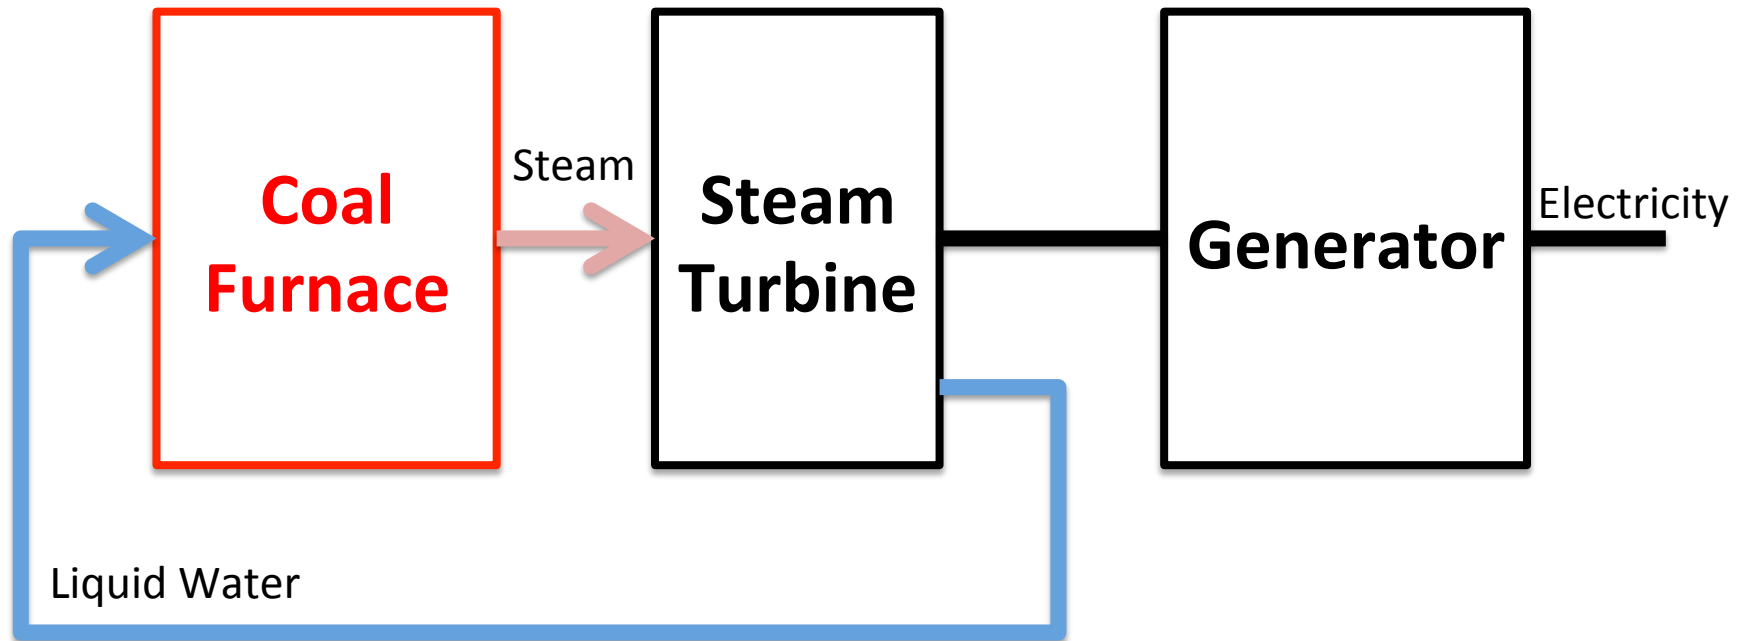 Coal
Furnace
Steam
Steam
Turbine
Generator
Electricity
Liquid Water